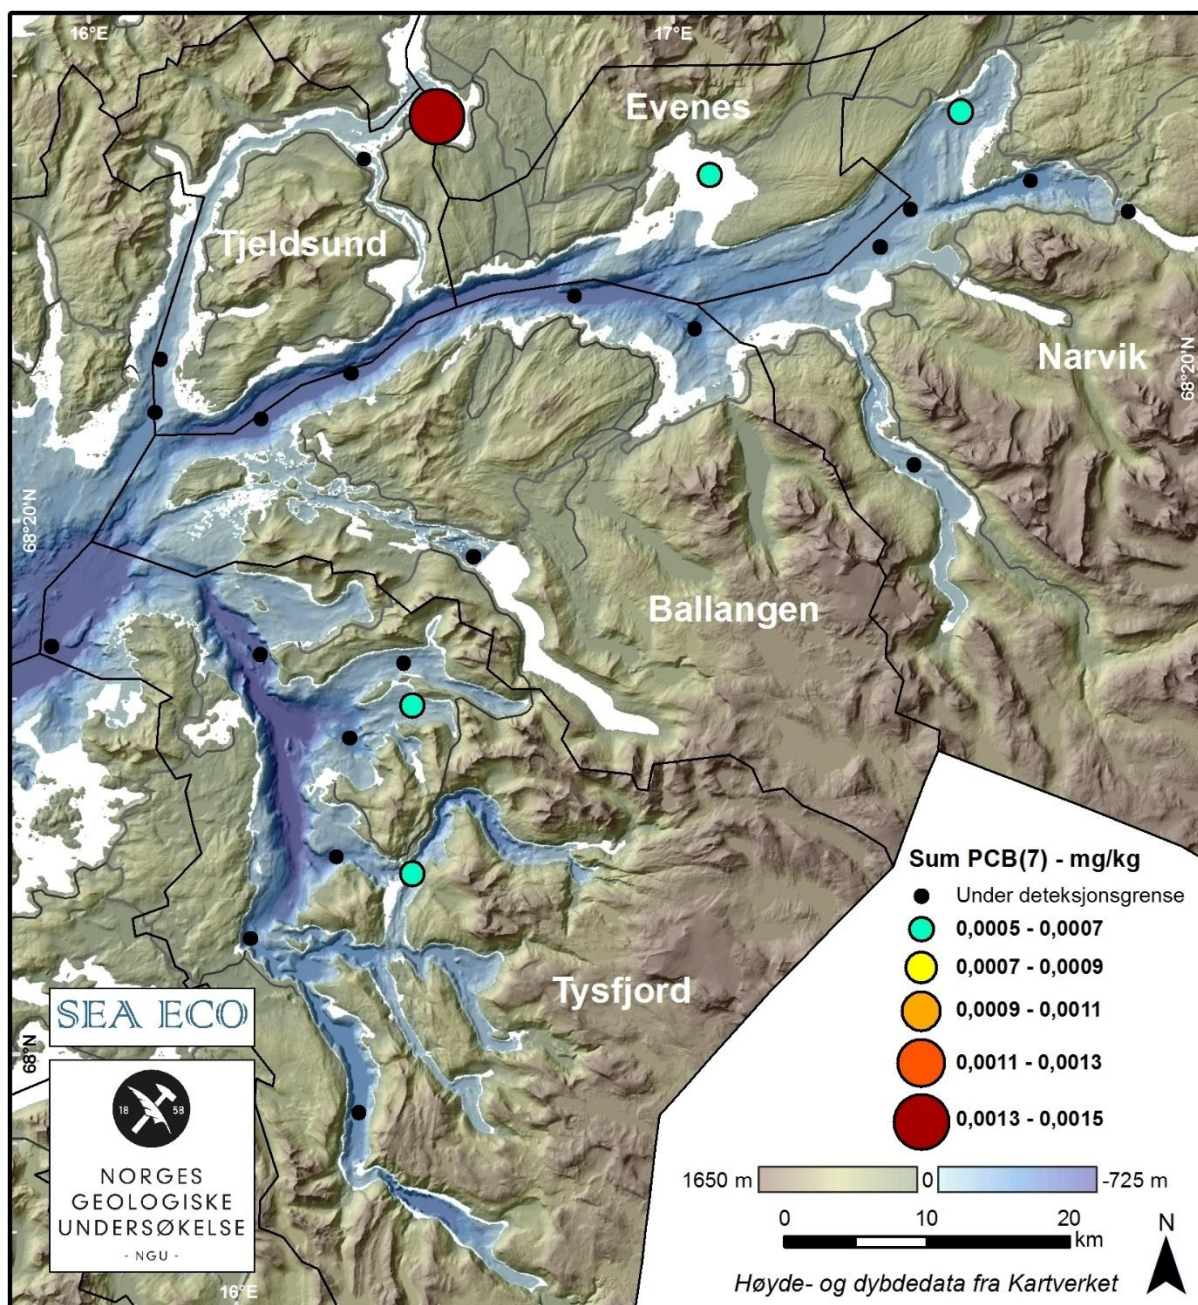 16°E
17°E
Evenes
Tjeldsund
Narvik
68°20'N
68°20'N
Ballangen
Tysfjord
68°N
16°E
SEA ECO
18 58
NORGES
GEOLOGISKE
UNDERSØKELSE
- NGU -
Sum PCB(7) - mg/kg
Under deteksjonsgrense
0,0005 - 0,0007
0,0007 - 0,0009
0,0009 - 0,0011
0,0011 - 0,0013
0,0013 - 0,0015
1650 m 0 -725 m
0 10 20
km
N
Høyde- og dybdedata fra Kartverket